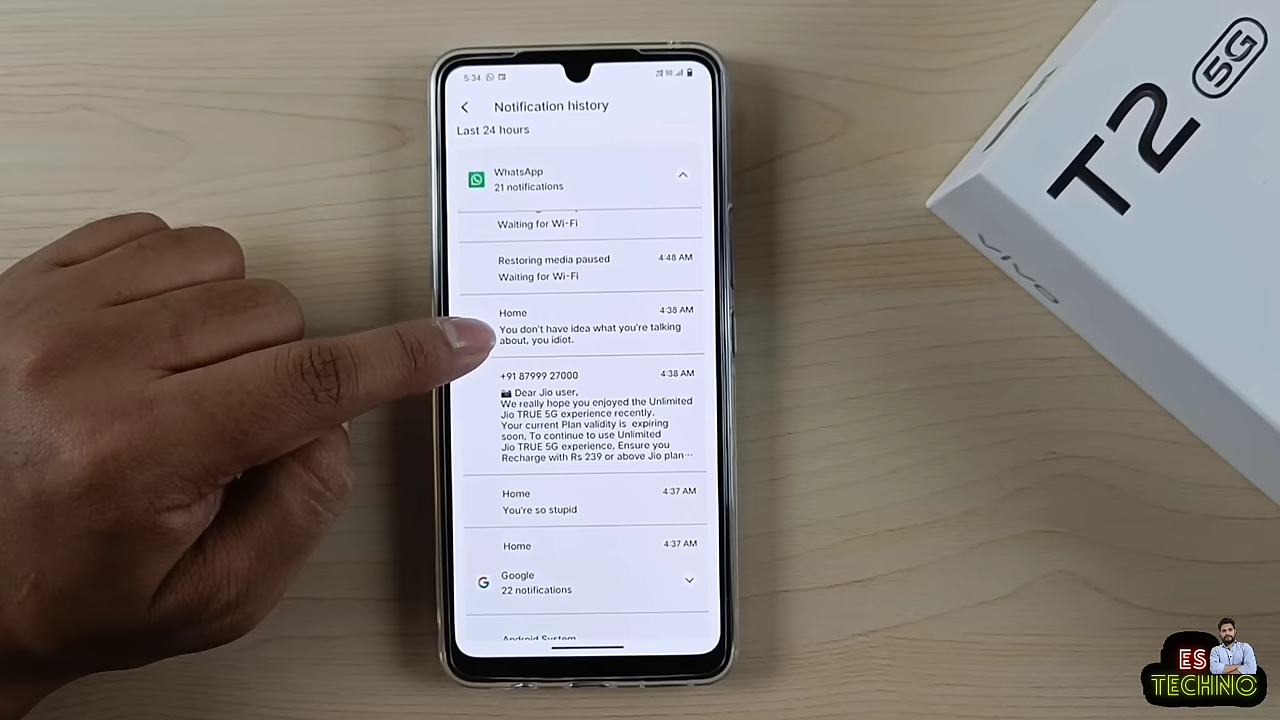 5:34
Notification history
Last 24 hours
WhatsApp
21 notifications
Waiting for Wi-Fi
Restoring media paused
4:48 AM
Waiting for Wi-Fi
Home
4:38 AM
You don't have idea what you're talking
about, you idiot.
+91 87999 27000
4:38 AM
Dear Jio user,
We really hope you enjoyed the Unlimited
Jio TRUE 5G experience recently.
Your current Plan validity is expiring
soon, To continue to use Unlimited
Jio TRUE 5G experience, Ensure you
Recharge with Rs 239 or above Jio plan…
Home
4:37 AM
You're so stupid
Home
4:37 AM
Google
22 notifications
Android System
T2 5G
vivo
ES
TECHNO